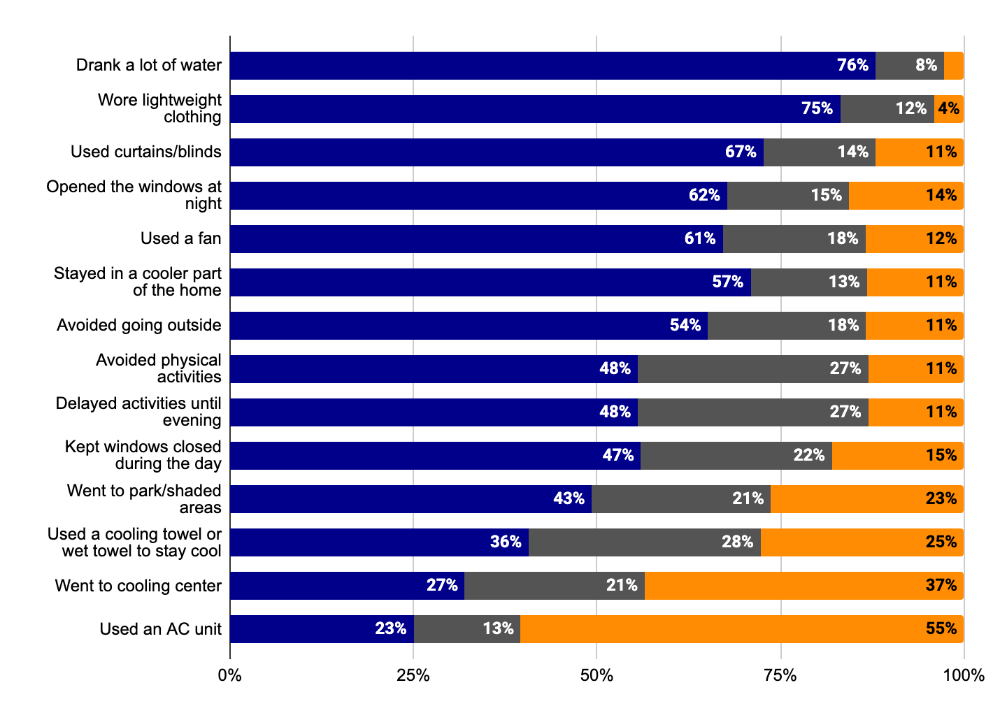 Drank a lot of water 76% 8%
Wore lightweight
clothing 75% 12% 4%
Used curtains/blinds 67% 14% 11%
Opened the windows at
night 62% 15% 14%
Used a fan 61% 18% 12%
Stayed in a cooler part
of the home 57% 13% 11%
Avoided going outside 54% 18% 11%
Avoided physical
activities 48% 27% 11%
Delayed activities until
evening 48% 27% 11%
Kept windows closed
during the day 47% 22% 15%
Went to park/shaded
areas 43% 21% 23%
Used a cooling towel or
wet towel to stay cool 36% 28% 25%
Went to cooling center 27% 21% 37%
Used an AC unit 23% 13% 55%
0% 25% 50% 75% 100%